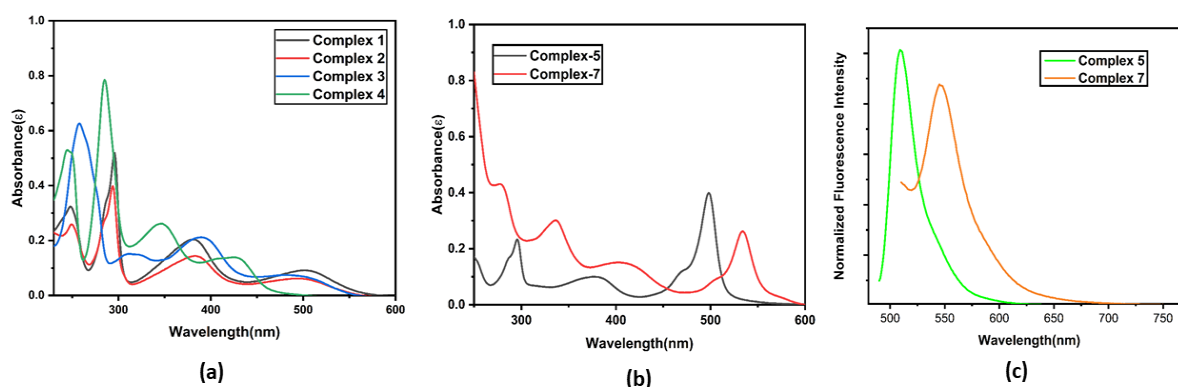 1.0
0.8
0.6
0.4
0.2
0.0
Absorbance(ε)
300
400
500
600
Wavelength(nm)
Complex 1
Complex 2
Complex 3
Complex 4
(a)
1.0
0.8
0.6
0.4
0.2
0.0
Absorbance(ε)
300
400
500
600
Wavelength(nm)
Complex-5
Complex-7
(b)
Normalized Fluorescence Intensity
500
550
600
650
700
750
Wavelength(nm)
Complex 5
Complex 7
(c)